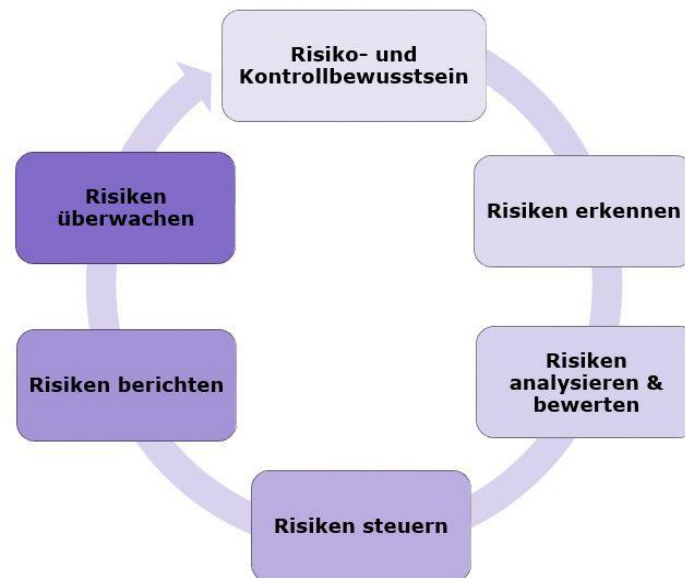 Risiko- und
Kontrollbewusstsein
Risiken erkennen
Risiken
analysieren &
bewerten
Risiken steuern
Risiken berichten
Risiken
überwachen